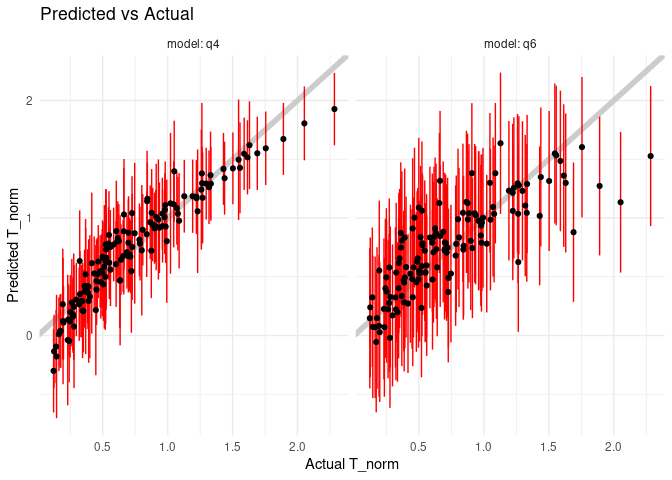 Predicted vs Actual
model: q4
model: q6
2
1
0
Predicted T_norm
0.5
1.0
1.5
2.0
0.5
1.0
1.5
2.0
Actual T_norm